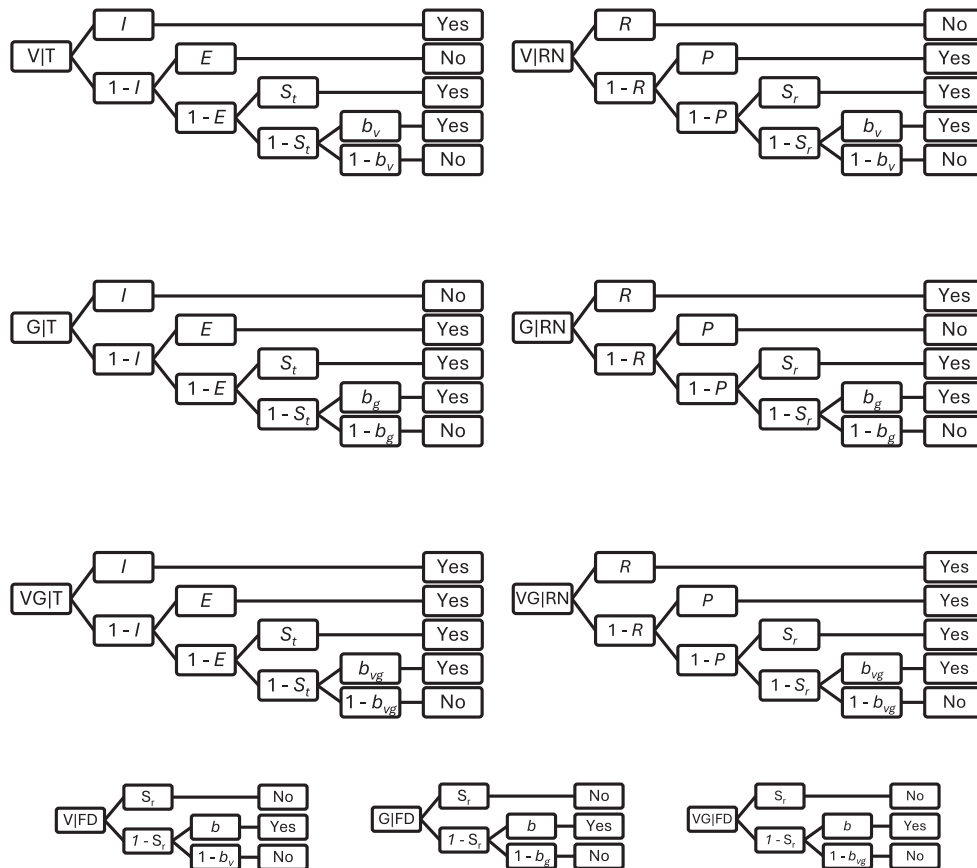 I Yes R No
V|T E No V|RN P Yes
1 - I 1 - R
S_t Yes S_r Yes
1 - E 1 - P
b_v Yes b_v Yes
1 - S_t 1 - S_r
1 - b_v No 1 - b_v No
I No R Yes
G|T E Yes G|RN P No
1 - I 1 - R
S_t Yes S_r Yes
1 - E 1 - P
b_g Yes b_g Yes
1 - S_t 1 - S_r
1 - b_g No 1 - b_g No
I Yes R Yes
VG|T E Yes VG|RN P Yes
1 - I 1 - R
S_t Yes S_r Yes
1 - E 1 - P
b_vg Yes b_vg Yes
1 - S_t 1 - S_r
1 - b_vg No 1 - b_vg No
S_r No S_r No S_r No
V|FD b Yes G|FD b Yes VG|FD b Yes
1 - S_r 1 - S_r 1 - S_r
1 - b_v No 1 - b_g No 1 - b_vg No